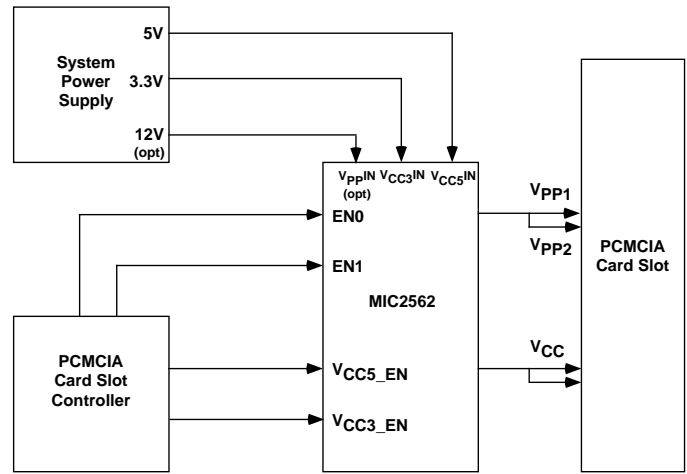 System
Power
Supply
5V
3.3V
12V
(opt)
VPPIN
(opt)
VCC3IN
VCC5IN
EN0
EN1
MIC2562
VCC5_EN
VCC3_EN
PCMCIA
Card Slot
Controller
VPP1
VPP2
VCC
PCMCIA
Card Slot